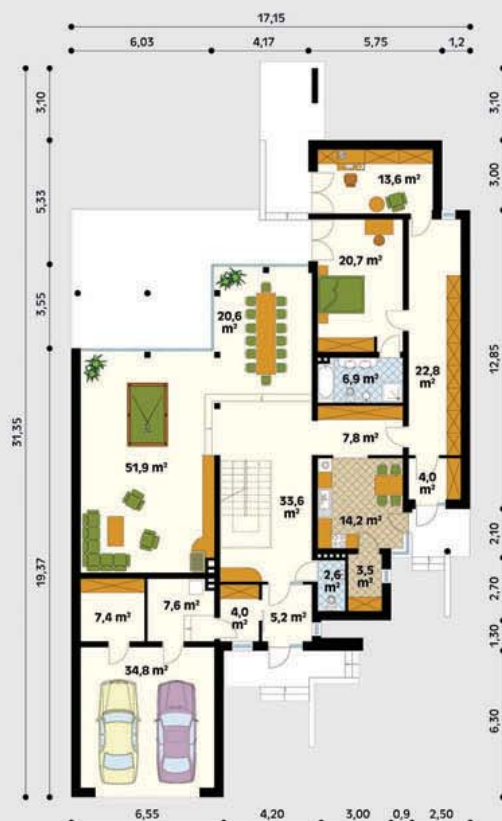 17,15
6,03 4,17 5,75 1,2
3,10 3,10
5,33 3,00
13,6 m²
20,7 m²
3,55
20,6
m²
12,85
6,9 m²
22,8
m²
31,35
7,8 m²
51,9 m²
4,0
m²
33,6
m²
14,2 m²
19,37
2,10
2,6
m²
3,5
m²
2,70
7,4 m²
7,6 m²
4,0
m²
5,2 m²
1,30
34,8 m²
6,30
6,55 4,20 3,00 0,9 2,50